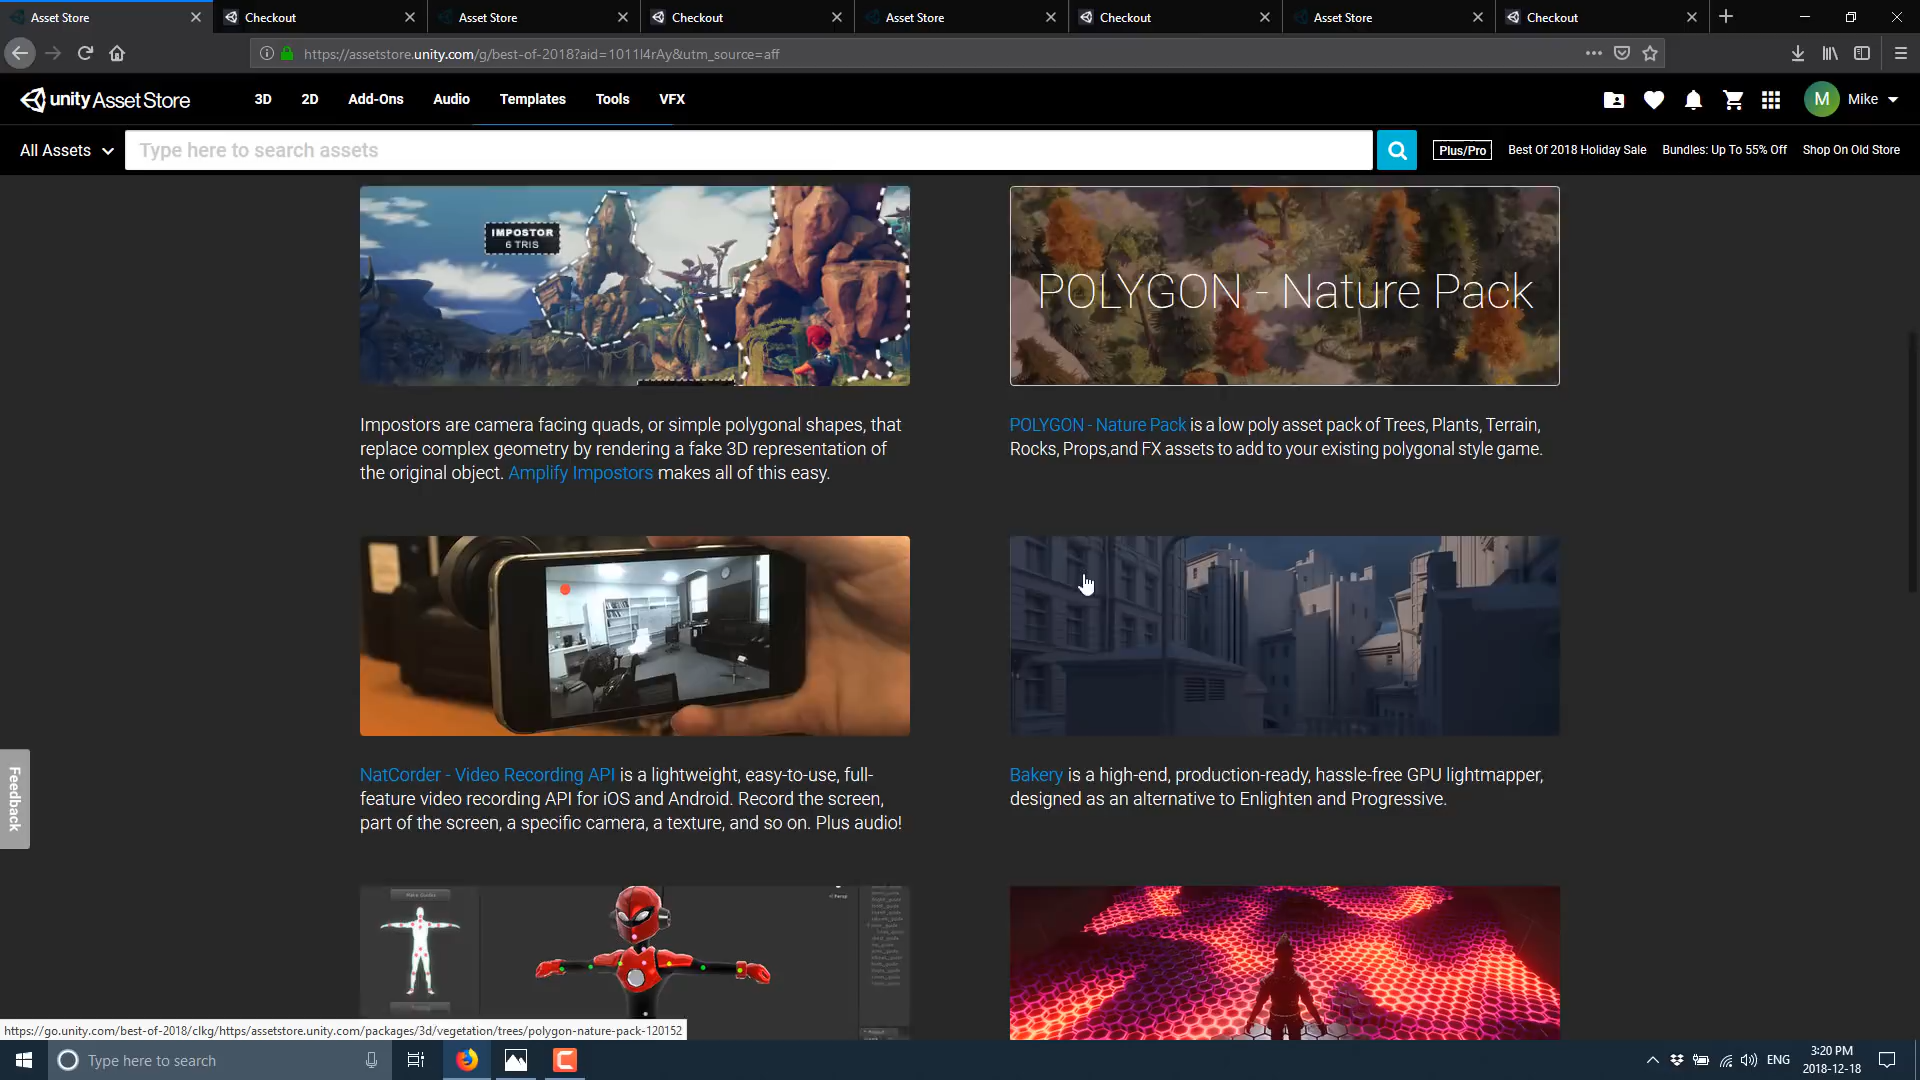 Asset Store
Checkout
Asset Store
Checkout
Asset Store
Checkout
Asset Store
Checkout
https://assetstore.unity.com/g/best-of-2018?aid=1011l4rAy&utm_source=aff
unity Asset Store
3D
2D
Add-Ons
Audio
Templates
Tools
VFX
M
Mike
All Assets
Type here to search assets
Plus/Pro
Best Of 2018 Holiday Sale
Bundles: Up To 55% Off
Shop On Old Store
IMPOSTOR
6 TRIS
POLYGON - Nature Pack
Impostors are camera facing quads, or simple polygonal shapes, that
replace complex geometry by rendering a fake 3D representation of
the original object. Amplify Impostors makes all of this easy.
POLYGON - Nature Pack is a low poly asset pack of Trees, Plants, Terrain,
Rocks, Props,and FX assets to add to your existing polygonal style game.
NatCorder - Video Recording API is a lightweight, easy-to-use, full-
feature video recording API for iOS and Android. Record the screen,
part of the screen, a specific camera, a texture, and so on. Plus audio!
Bakery is a high-end, production-ready, hassle-free GPU lightmapper,
designed as an alternative to Enlighten and Progressive.
Feedback
https://go.unity.com/best-of-2018/clkg/https/assetstore.unity.com/packages/3d/vegetation/trees/polygon-nature-pack-120152
Type here to search
ENG
3:20 PM
2018-12-18